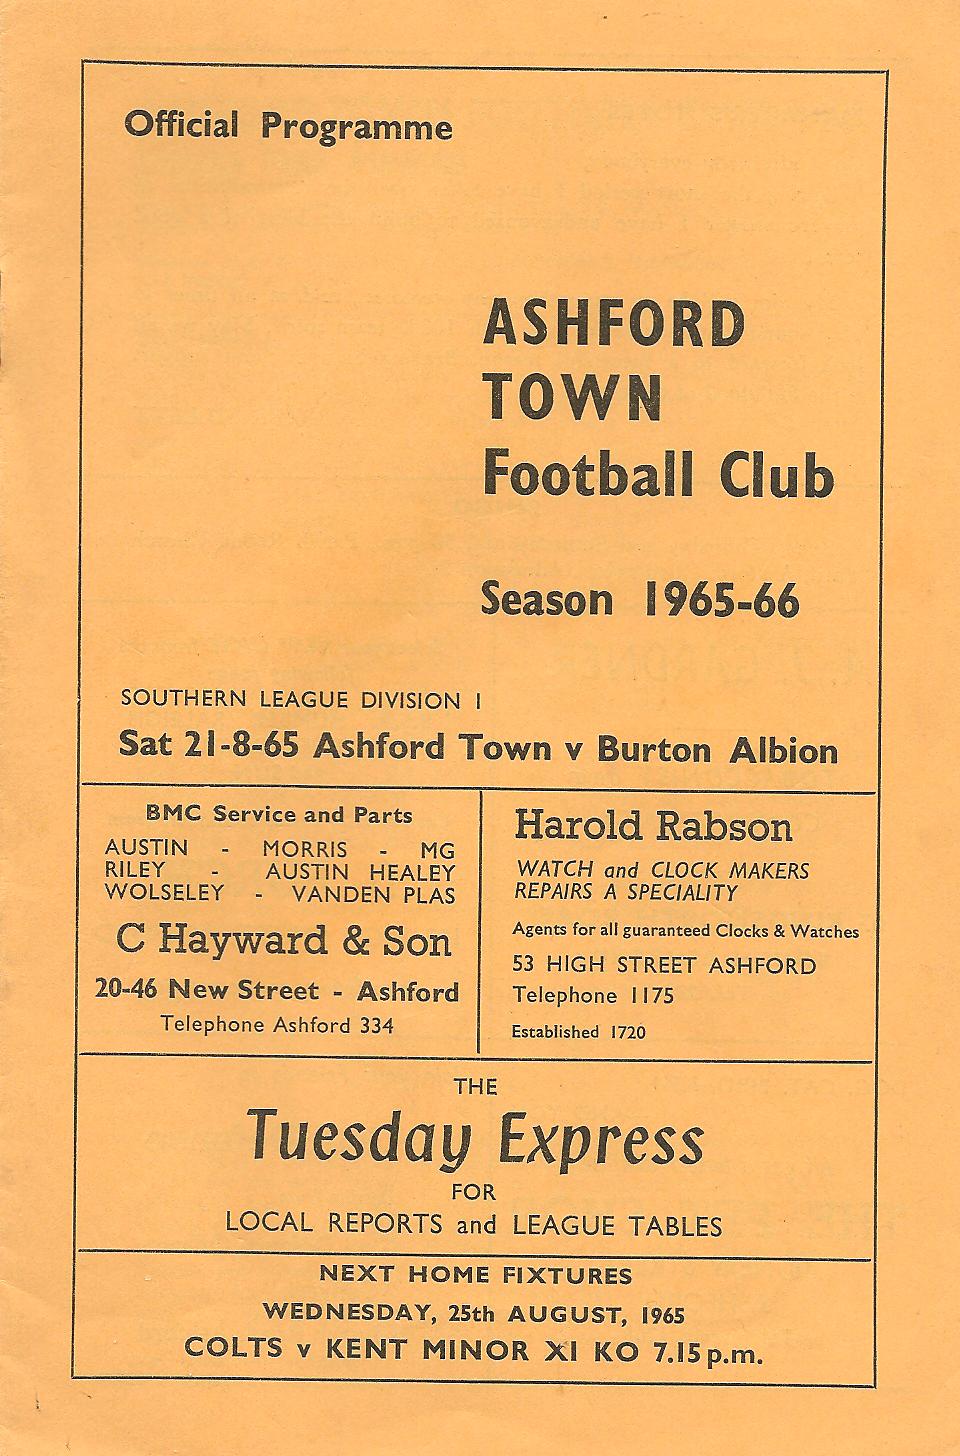 Official Programme
ASHFORD
TOWN
Football Club
Season 1965-66
SOUTHERN LEAGUE DIVISION I
Sat 21-8-65 Ashford Town v Burton Albion
BMC Service and Parts
AUSTIN - MORRIS - MG
RILEY - AUSTIN HEALEY
WOLSELEY - VANDEN PLAS
C Hayward & Son
20-46 New Street - Ashford
Telephone Ashford 334
Harold Rabson
WATCH and CLOCK MAKERS
REPAIRS A SPECIALITY
Agents for all guaranteed Clocks & Watches
53 HIGH STREET ASHFORD
Telephone 1175
Established 1720
THE
Tuesday Express
FOR
LOCAL REPORTS and LEAGUE TABLES
NEXT HOME FIXTURES
WEDNESDAY, 25th AUGUST, 1965
COLTS v KENT MINOR XI KO 7.15 p.m.